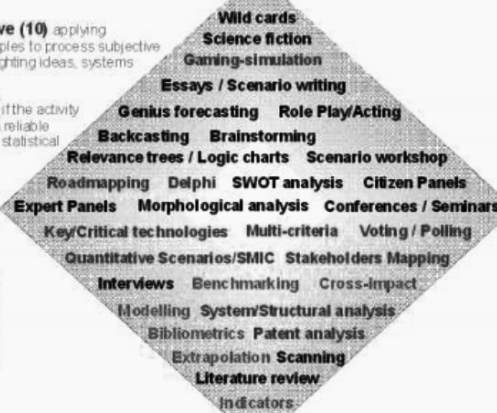 Wild cards
ve (10) applying
Science fiction
ples to process subjective
Gaming-simulation
ghting ideas, systems
Essays / Scenario writing
if the activity
Genius forecasting Role Play/Acting
reliable
Backcasting Brainstorming
statistical
Relevance trees / Logic charts Scenario workshop
Roadmapping Delphi SWOT analysis Citizen Panels
Expert Panels Morphological analysis Conferences / Seminars
Key/Critical technologies Multi-criteria Voting / Polling
Quantitative Scenarios/SMIC Stakeholders Mapping
Interviews Benchmarking Cross-impact
Modelling System/Structural analysis
Bibliometrics Patent analysis
Extrapolation Scanning
Literature review
Indicators